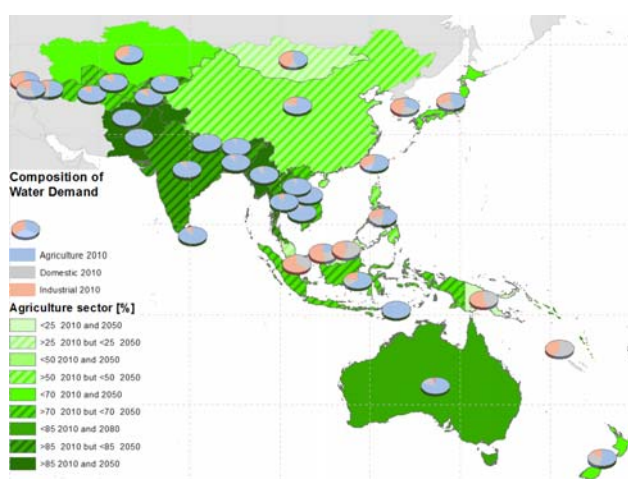 Composition of
Water Demand
Agriculture 2010
Domestic 2010
Industrial 2010
Agriculture sector [%]
<25 2010 and 2050
>25 2010 but <25 2050
<50 2010 and 2050
>50 2010 but <50 2050
<70 2010 and 2050
>70 2010 but <70 2050
<85 2010 and 2080
>85 2010 but <85 2050
>85 2010 and 2050